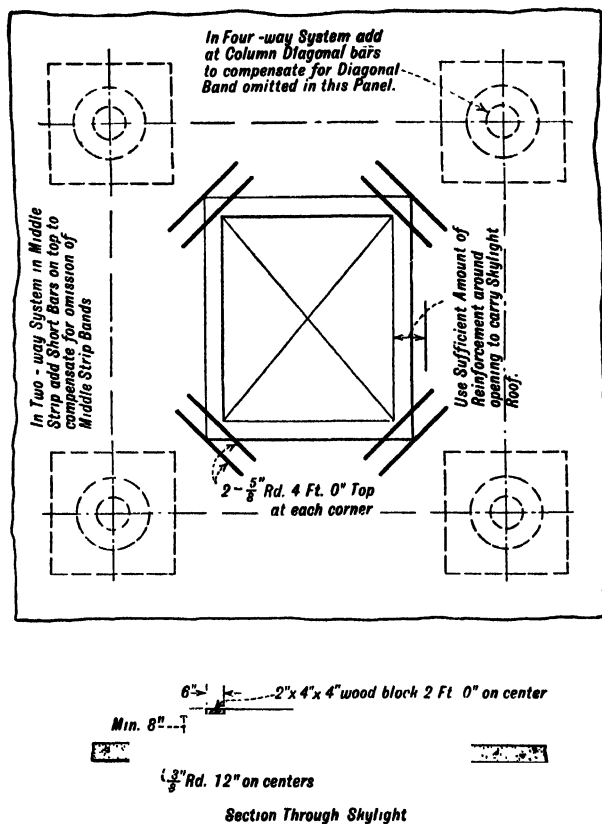 In Four-way System add
at Column Diagonal bars
to compensate for Diagonal
Band omitted in this Panel.
In Two-way System in Middle
Strip add Short Bars on top to
compensate for omission of
Middle Strip Bands
Use Sufficient Amount of
Reinforcement around
opening to carry Skylight
Roof.
2-5/8" Rd. 4 Ft. 0" Top
at each corner
6"
2"x 4"x 4" wood block 2 Ft 0" on center
Min. 8"
3/8" Rd. 12" on centers
Section Through Skylight